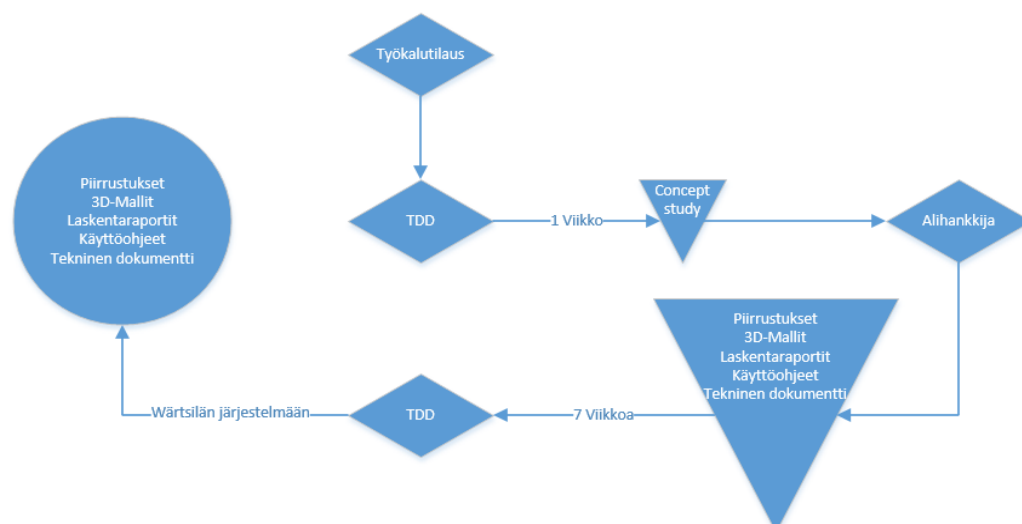 Työkalutilaus
Piirrustukset
3D-Mallit
Laskentaraportit
Käyttöohjeet
Tekninen dokumentti
TDD
1 Viikko
Concept
study
Alihankkija
Piirrustukset
3D-Mallit
Laskentaraportit
Käyttöohjeet
Tekninen dokumentti
7 Viikkoa
TDD
Wärtsilän järjestelmään